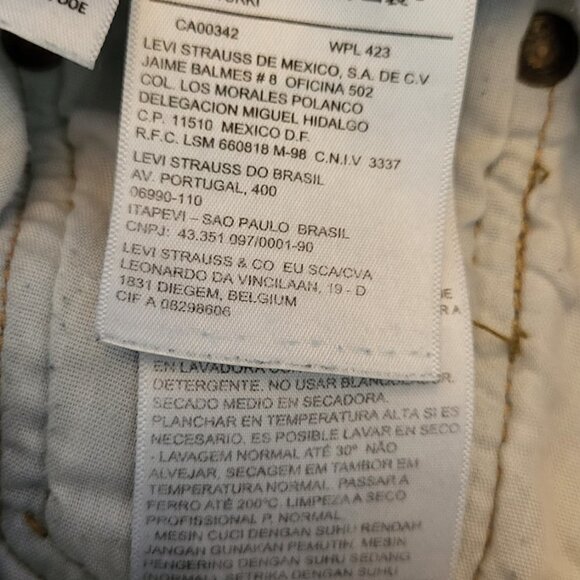 OOE
CA00342 WPL 423
LEVI STRAUSS DE MEXICO, S.A. DE C.V
JAIME BALMES # 8 OFICINA 502
COL. LOS MORALES POLANCO
DELEGACION MIGUEL HIDALGO
C.P. 11510 MEXICO D.F.
R.F.C. LSM 660818 M-98 C.N.I.V 3337
LEVI STRAUSS DO BRASIL
AV. PORTUGAL, 400
06990-110
ITAPEVI – SAO PAULO BRASIL
CNPJ: 43.351.097/0001-90
LEVI STRAUSS & CO EU SCA/CVA
LEONARDO DA VINCILAAN, 19 - D
1831 DIEGEM, BELGIUM
CIF A 08298606
EN LAVADORA
DETERGENTE. NO USAR BLANQUEADOR.
SECADO MEDIO EN SECADORA.
PLANCHAR EN TEMPERATURA ALTA SI ES
NECESARIO. ES POSIBLE LAVAR EN SECO
- LAVAGEM NORMAL ATÉ 30° NÃO
ALVEJAR, SECAGEM EM TAMBOR EM
TEMPERATURA NORMAL. PASSAR A
FERRO ATÉ 200°C. LIMPEZA A SECO
PROFISSIONAL P, NORMAL.
MESIN CUCI DENGAN SUHU RENDAH
JANGAN GUNAKAN PEMUTIH. MESIN
PENGERING DENGAN SUHU SEDANG
(NORMAL). SETRIKA DENGAN SUHU